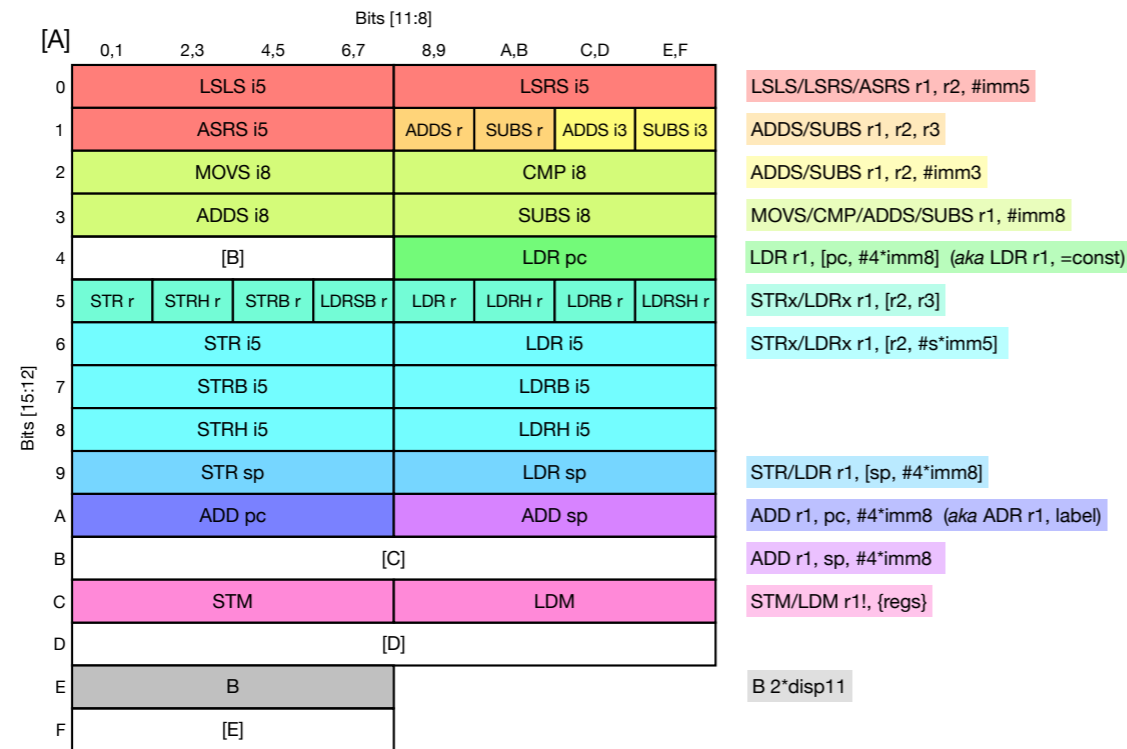 Bits [11:8]
[A] 0,1 2,3 4,5 6,7 8,9 A,B C,D E,F
0 LSLS i5 LSRS i5 LSLS/LSRS/ASRS r1, r2, #imm5
1 ASRS i5 ADDS r SUBS r ADDS i3 SUBS i3 ADDS/SUBS r1, r2, r3
2 MOVS i8 CMP i8 ADDS/SUBS r1, r2, #imm3
3 ADDS i8 SUBS i8 MOVS/CMP/ADDS/SUBS r1, #imm8
4 [B] LDR pc LDR r1, [pc, #4*imm8] (aka LDR r1, =const)
5 STR r STRH r STRB r LDRSB r LDR r LDRH r LDRB r LDRSH r STRx/LDRx r1, [r2, r3]
6 STR i5 LDR i5 STRx/LDRx r1, [r2, #s*imm5]
7 STRB i5 LDRB i5
8 STRH i5 LDRH i5
9 STR sp LDR sp STR/LDR r1, [sp, #4*imm8]
A ADD pc ADD sp ADD r1, pc, #4*imm8 (aka ADR r1, label)
B [C] ADD r1, sp, #4*imm8
C STM LDM STM/LDM r1!, {regs}
D [D]
E B B 2*disp11
F [E]
Bits [15:12]